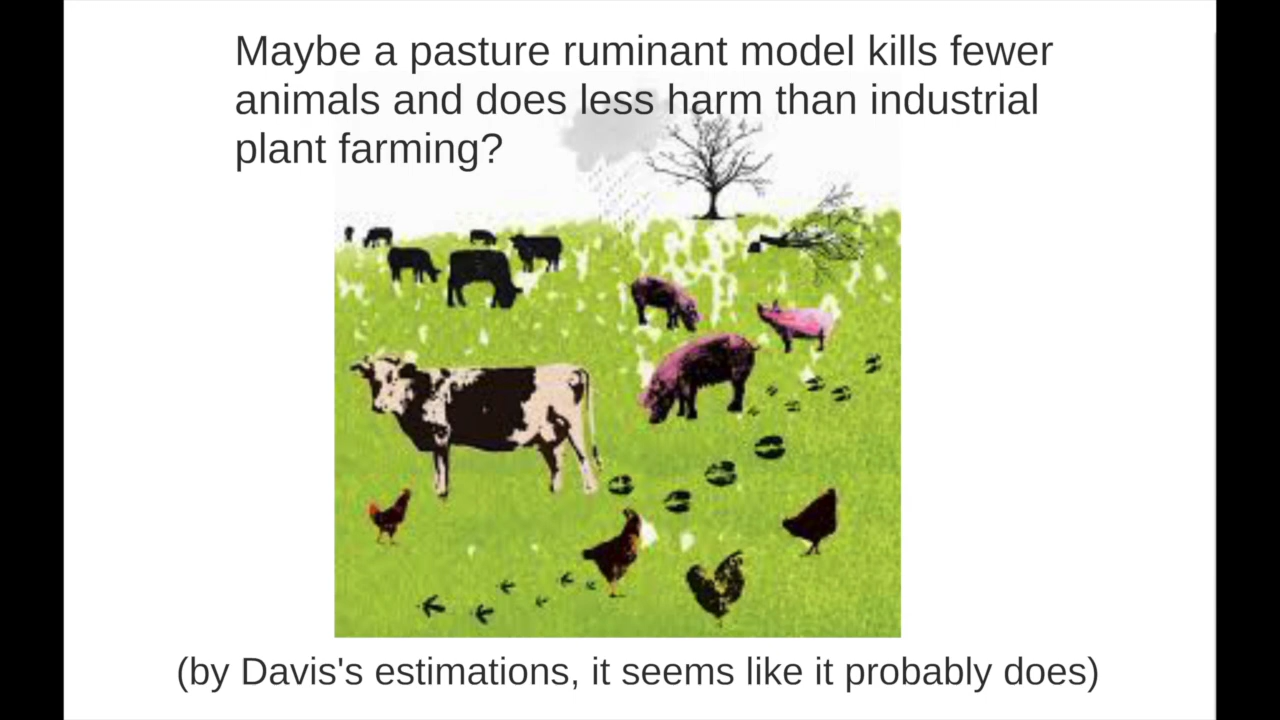 Maybe a pasture ruminant model kills fewer
animals and does less harm than industrial
plant farming?
(by Davis's estimations, it seems like it probably does)